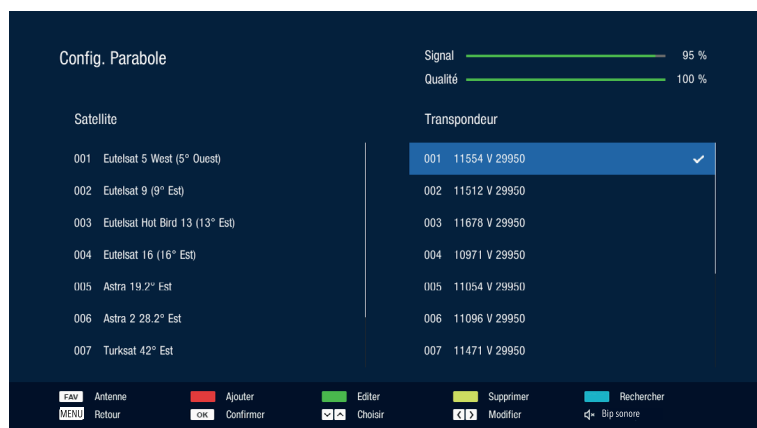 Config. Parabole
Signal 95 %
Qualité 100 %
Satellite
001 Eutelsat 5 West (5° Ouest)
002 Eutelsat 9 (9° Est)
003 Eutelsat Hot Bird 13 (13° Est)
004 Eutelsat 16 (16° Est)
005 Astra 19.2° Est
006 Astra 2 28.2° Est
007 Turksat 42° Est
Transpondeur
001 11554 V 29950
002 11512 V 29950
003 11678 V 29950
004 10971 V 29950
005 11054 V 29950
006 11096 V 29950
007 11471 V 29950
FAV Antenne Ajouter Editer Supprimer Rechercher
MENU Retour OK Confirmer Choisir Modifier Bip sonore